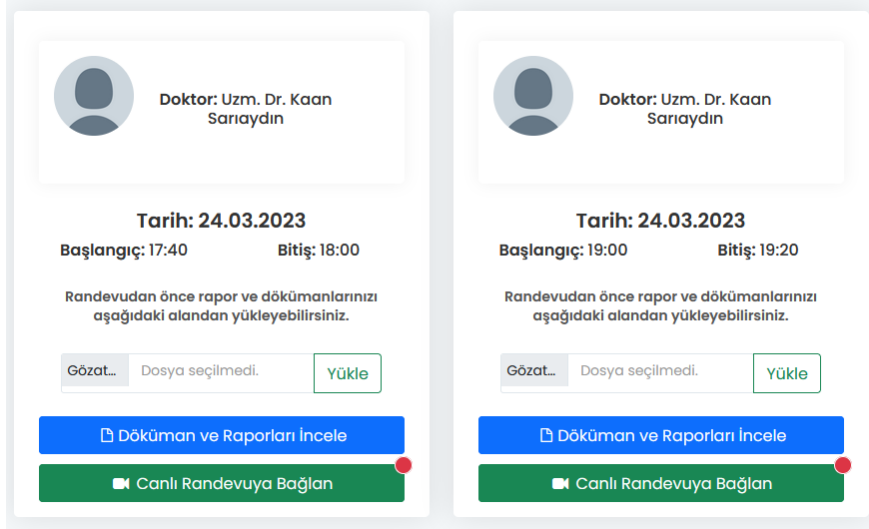 Doktor: Uzm. Dr. Kaan
Sarıaydın
Tarih: 24.03.2023
Başlangıç: 17:40 Bitiş: 18:00
Randevudan önce rapor ve dökümanlarınızı
aşağıdaki alandan yükleyebilirsiniz.
Gözat... Dosya seçilmedi. Yükle
Döküman ve Raporları İncele
Canlı Randevuya Bağlan
Doktor: Uzm. Dr. Kaan
Sarıaydın
Tarih: 24.03.2023
Başlangıç: 19:00 Bitiş: 19:20
Randevudan önce rapor ve dökümanlarınızı
aşağıdaki alandan yükleyebilirsiniz.
Gözat... Dosya seçilmedi. Yükle
Döküman ve Raporları İncele
Canlı Randevuya Bağlan